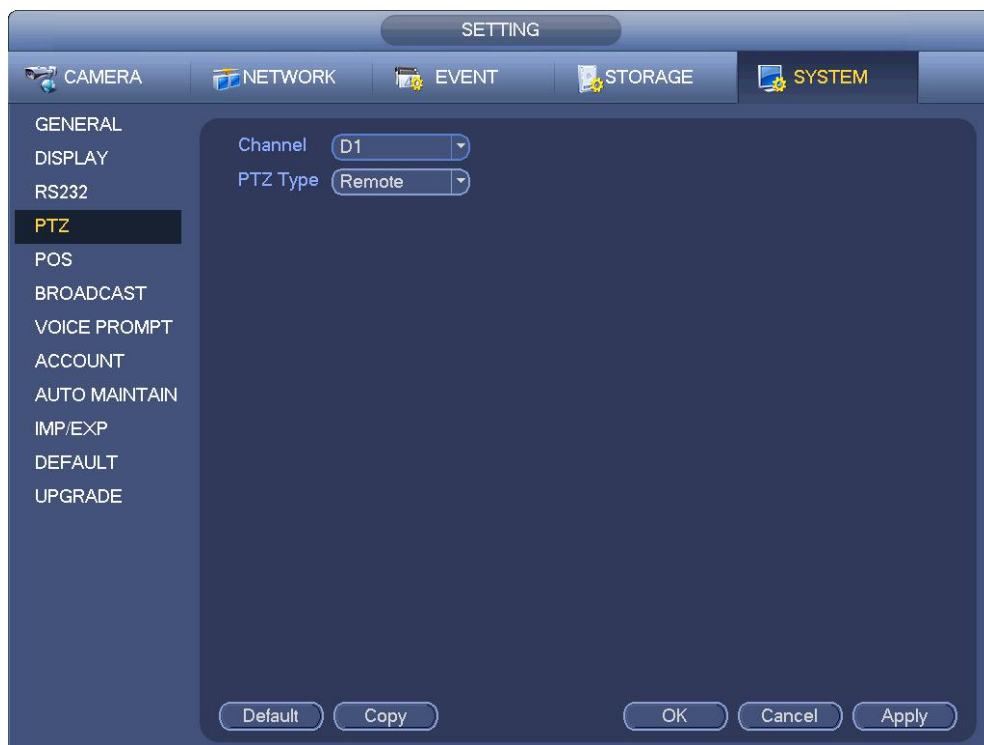 SETTING
CAMERA NETWORK EVENT STORAGE SYSTEM
GENERAL
DISPLAY
RS232
PTZ
POS
BROADCAST
VOICE PROMPT
ACCOUNT
AUTO MAINTAIN
IMP/EXP
DEFAULT
UPGRADE
Channel D1
PTZ Type Remote
Default Copy OK Cancel Apply